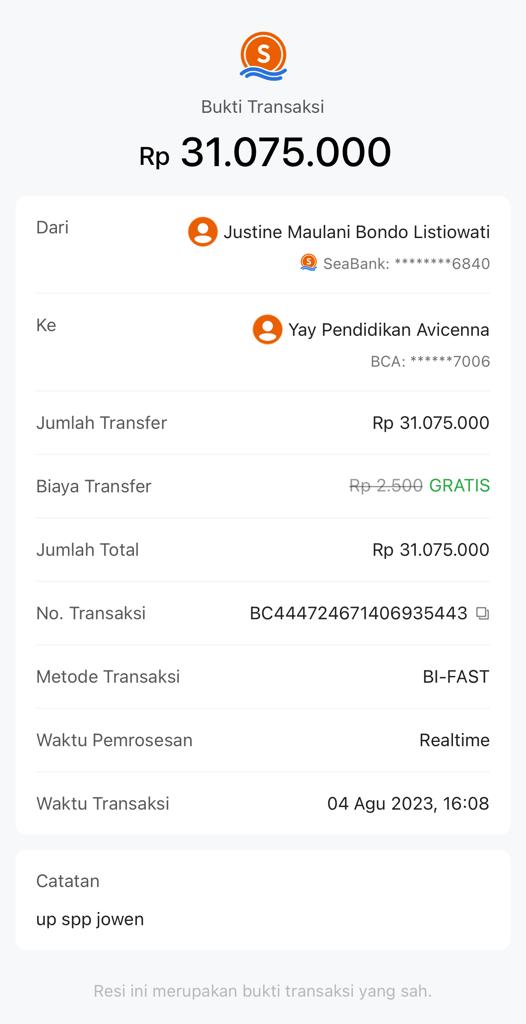 S
Bukti Transaksi
Rp 31.075.000
Dari
Justine Maulani Bondo Listiowati
S SeaBank: ********6840
Ke
Yay Pendidikan Avicenna
BCA: ******7006
Jumlah Transfer Rp 31.075.000
Biaya Transfer Rp 2.500 GRATIS
Jumlah Total Rp 31.075.000
No. Transaksi BC444724671406935443
Metode Transaksi BI-FAST
Waktu Pemrosesan Realtime
Waktu Transaksi 04 Agu 2023, 16:08
Catatan
up spp jowen
Resi ini merupakan bukti transaksi yang sah.